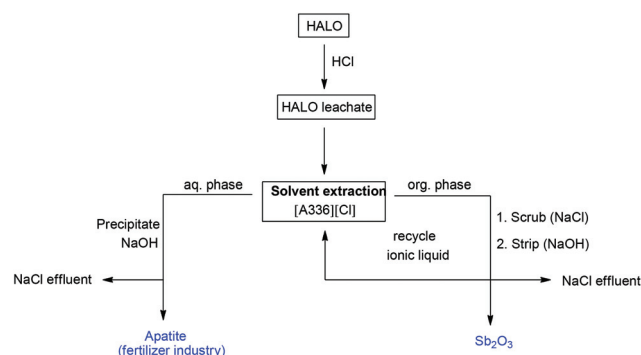 HALO
HCl
HALO leachate
aq. phase
Solvent extraction
[A336][Cl]
org. phase
Precipitate
NaOH
recycle
ionic liquid
1. Scrub (NaCl)
2. Strip (NaOH)
NaCl effluent
NaCl effluent
Apatite
(fertilizer industry)
Sb₂O₃